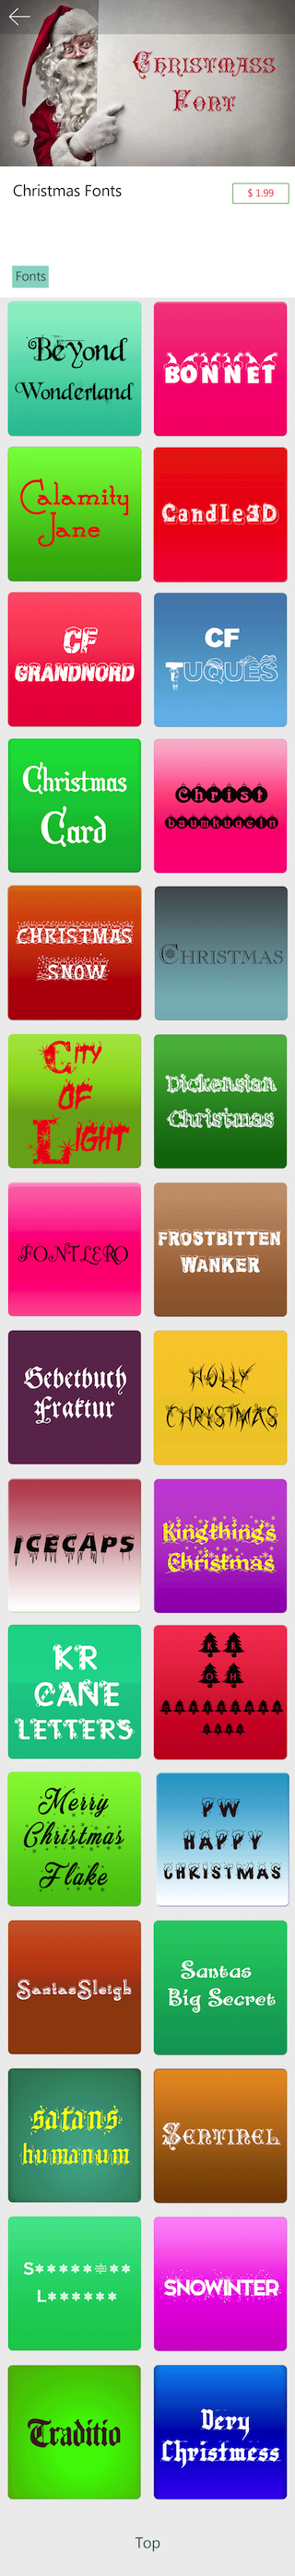 Christmass
Font
Christmas Fonts
$ 1.99
Fonts
Beyond
Wonderland
BONNET
Calamity
Jane
Candle3D
CF
GRANDNORD
CF
TUQUES
Christmas
Card
Christ
baumkugeln
CHRISTMAS
SNOW
CHRISTMAS
CITY
OF
LIGHT
Dickensian
Christmas
FONTLERO
FROSTBITTEN
WANKER
Gebetbuch
Fraktur
HOLLY
CHRISTMAS
ICECAPS
Kingthings
Christmas
KR
CANE
LETTERS
KR
OH
Merry
Christmas
Flake
PW
HAPPY
CHRISTMAS
SantasSleigh
Santas
Big Secret
satans
humanum
SENTINEL
S******** 
L******
SNOWINTER
Traditio
Very
Christmess
Top